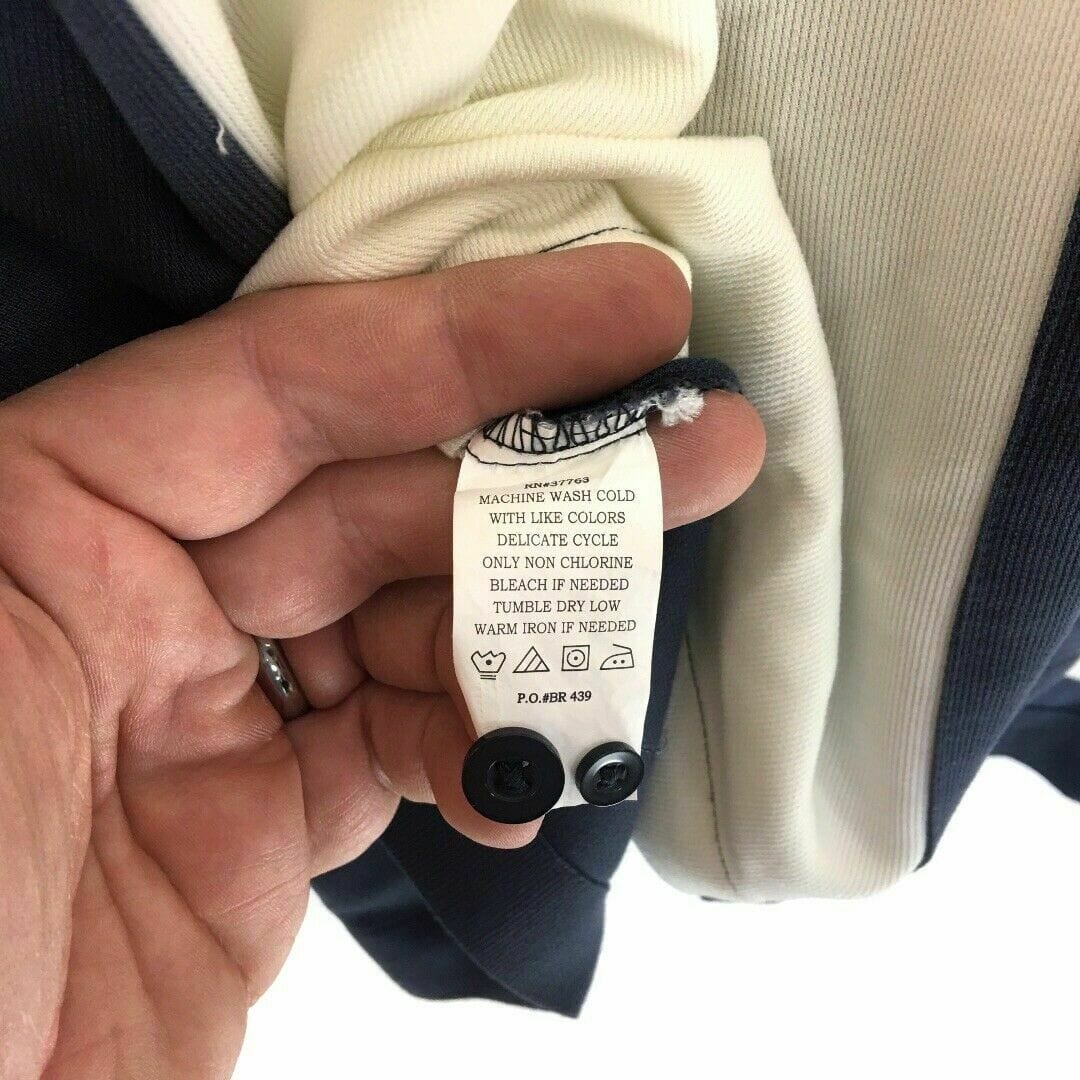 RN#37763
MACHINE WASH COLD
WITH LIKE COLORS
DELICATE CYCLE
ONLY NON CHLORINE
BLEACH IF NEEDED
TUMBLE DRY LOW
WARM IRON IF NEEDED
P.O.#BR 439